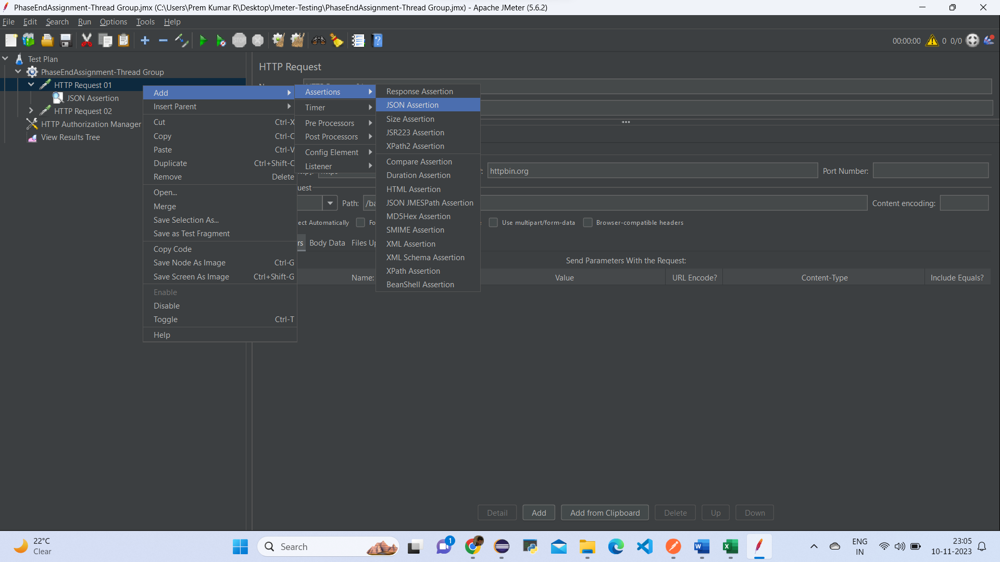 PhaseEndAssignment-Thread Group.jmx (C:\Users\Prem Kumar R\Desktop\Jmeter-Testing\PhaseEndAssignment-Thread Group.jmx) - Apache JMeter (5.6.2)
File Edit Search Run Options Tools Help
STOP
00:00:00 0 0/0
Test Plan
PhaseEndAssignment-Thread Group
HTTP Request 01
JSON Assertion
HTTP Request 02
HTTP Authorization Manager
View Results Tree
HTTP Request
Add
Insert Parent
Cut Ctrl-X
Copy Ctrl-C
Paste Ctrl-V
Duplicate Ctrl+Shift-C
Remove Delete
Open...
Merge
Save Selection As...
Save as Test Fragment
Copy Code
Save Node As Image Ctrl-G
Save Screen As Image Ctrl+Shift-G
Enable
Disable
Toggle Ctrl-T
Help
Assertions
Timer
Pre Processors
Post Processors
Config Element
Listener
Response Assertion
JSON Assertion
Size Assertion
JSR223 Assertion
XPath2 Assertion
Compare Assertion
Duration Assertion
HTML Assertion
JSON JMESPath Assertion
MD5Hex Assertion
SMIME Assertion
XML Assertion
XML Schema Assertion
XPath Assertion
BeanShell Assertion
httpbin.org Port Number:
uest
Path: /ba Content encoding:
ect Automatically Fo Use multipart/form-data Browser-compatible headers
rs Body Data Files Up
Send Parameters With the Request:
Name: Value URL Encode? Content-Type Include Equals?
Detail Add Add from Clipboard Delete Up Down
22°C
Clear
Search
1
ENG
IN
23:05
10-11-2023